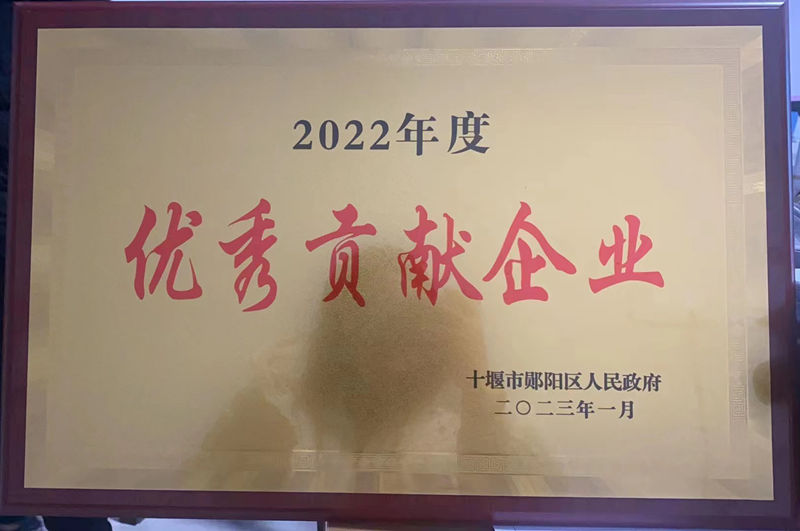 2022年度
优秀贡献企业
十堰市郧阳区人民政府
二〇二三年一月